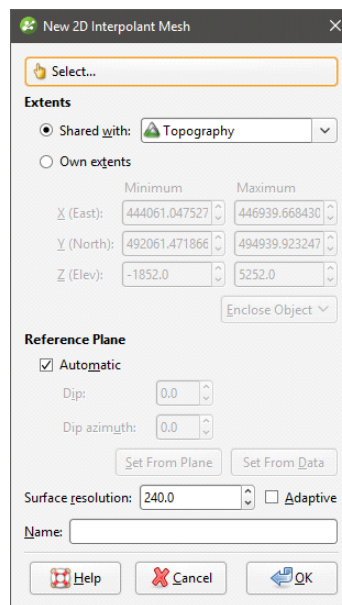 New 2D Interpolant Mesh
Select...
Extents
Shared with: Topography
Own extents
Minimum Maximum
X (East): 444061.047527 446939.668430
Y (North): 492061.471866 494939.923247
Z (Elev): -1852.0 5252.0
Enclose Object
Reference Plane
Automatic
Dip: 0.0
Dip azimuth: 0.0
Set From Plane Set From Data
Surface resolution: 240.0 Adaptive
Name:
Help Cancel OK